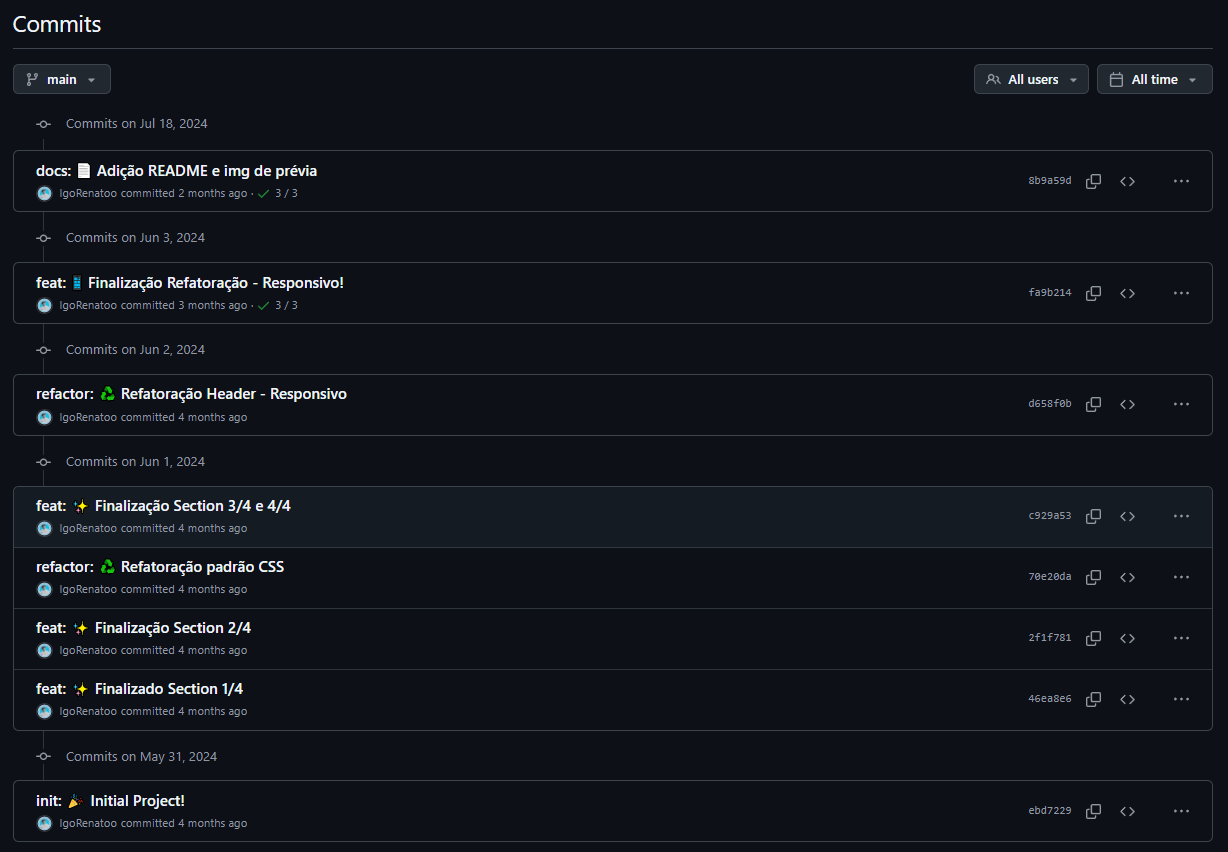 Commits
main
All users
All time
Commits on Jul 18, 2024
docs: 📄 Adição README e img de prévia
IgoRenatoo committed 2 months ago · ✓ 3 / 3
8b9a59d
Commits on Jun 3, 2024
feat: 📱 Finalização Refatoração - Responsivo!
IgoRenatoo committed 3 months ago · ✓ 3 / 3
fa9b214
Commits on Jun 2, 2024
refactor: ♻️ Refatoração Header - Responsivo
IgoRenatoo committed 4 months ago
d658f0b
Commits on Jun 1, 2024
feat: ✨ Finalização Section 3/4 e 4/4
IgoRenatoo committed 4 months ago
c929a53
refactor: ♻️ Refatoração padrão CSS
IgoRenatoo committed 4 months ago
70e20da
feat: ✨ Finalização Section 2/4
IgoRenatoo committed 4 months ago
2f1f781
feat: ✨ Finalizado Section 1/4
IgoRenatoo committed 4 months ago
46ea8e6
Commits on May 31, 2024
init: 🎉 Initial Project!
IgoRenatoo committed 4 months ago
ebd7229